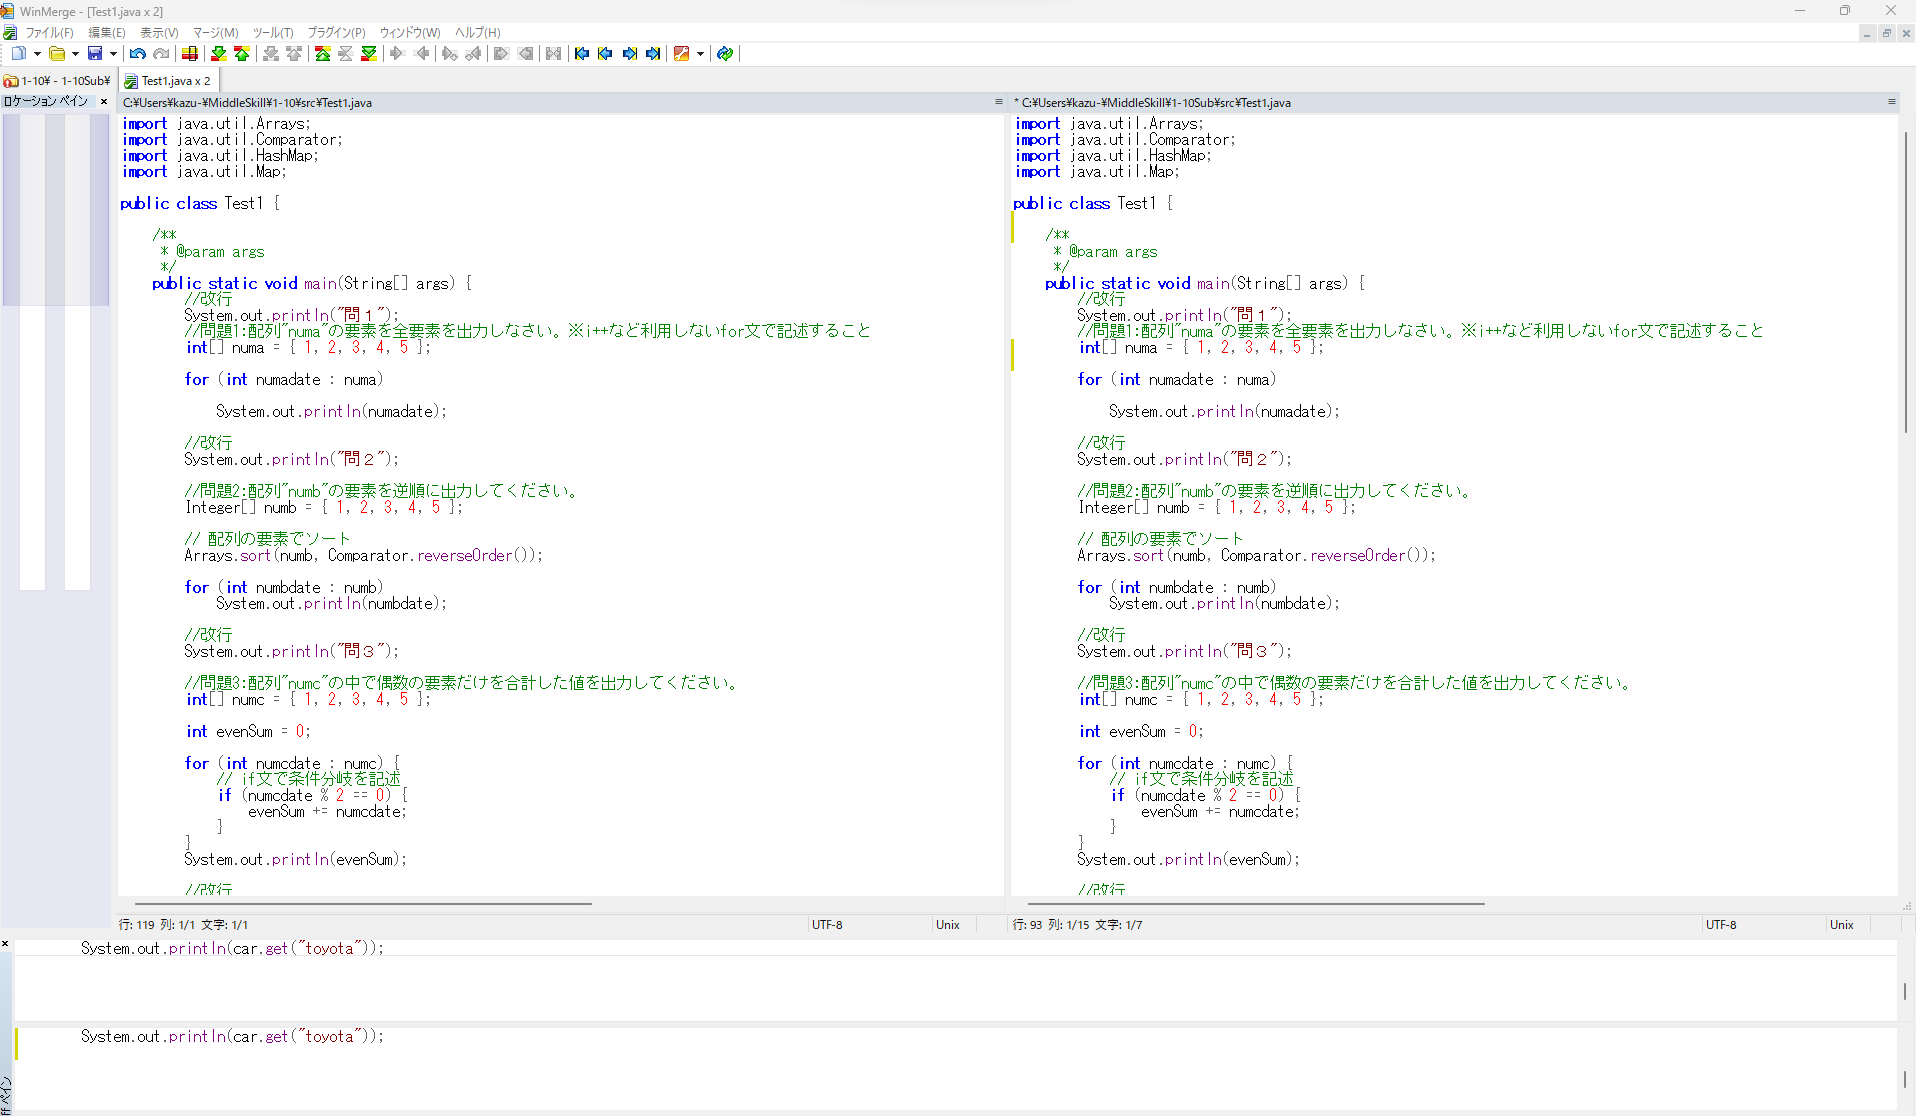 WinMerge - [Test1.java x 2]
ファイル(F) 編集(E) 表示(V) マージ(M) ツール(T) プラグイン(P) ウィンドウ(W) ヘルプ(H)
1-10¥ - 1-10Sub¥ Test1.java x 2
ロケーション ペイン
C:¥Users¥kazu-¥MiddleSkill¥1-10¥src¥Test1.java
import java.util.Arrays;
import java.util.Comparator;
import java.util.HashMap;
import java.util.Map;
public class Test1 {
/**
* @param args
*/
public static void main(String[] args) {
//改行
System.out.println("問１");
//問題1:配列"numa"の要素を全要素を出力しなさい。※i++など利用しないfor文で記述すること
int[] numa = { 1, 2, 3, 4, 5 };
for (int numadate : numa)
System.out.println(numadate);
//改行
System.out.println("問２");
//問題2:配列"numb"の要素を逆順に出力してください。
Integer[] numb = { 1, 2, 3, 4, 5 };
// 配列の要素でソート
Arrays.sort(numb, Comparator.reverseOrder());
for (int numbdate : numb)
System.out.println(numbdate);
//改行
System.out.println("問３");
//問題3:配列"numc"の中で偶数の要素だけを合計した値を出力してください。
int[] numc = { 1, 2, 3, 4, 5 };
int evenSum = 0;
for (int numcdate : numc) {
// if文で条件分岐を記述
if (numcdate % 2 == 0) {
evenSum += numcdate;
}
}
System.out.println(evenSum);
//改行
行: 119 列: 1/1 文字: 1/1 UTF-8 Unix
* C:¥Users¥kazu-¥MiddleSkill¥1-10Sub¥src¥Test1.java
import java.util.Arrays;
import java.util.Comparator;
import java.util.HashMap;
import java.util.Map;
public class Test1 {
/**
* @param args
*/
public static void main(String[] args) {
//改行
System.out.println("問１");
//問題1:配列"numa"の要素を全要素を出力しなさい。※i++など利用しないfor文で記述すること
int[] numa = { 1, 2, 3, 4, 5 };
for (int numadate : numa)
System.out.println(numadate);
//改行
System.out.println("問２");
//問題2:配列"numb"の要素を逆順に出力してください。
Integer[] numb = { 1, 2, 3, 4, 5 };
// 配列の要素でソート
Arrays.sort(numb, Comparator.reverseOrder());
for (int numbdate : numb)
System.out.println(numbdate);
//改行
System.out.println("問３");
//問題3:配列"numc"の中で偶数の要素だけを合計した値を出力してください。
int[] numc = { 1, 2, 3, 4, 5 };
int evenSum = 0;
for (int numcdate : numc) {
// if文で条件分岐を記述
if (numcdate % 2 == 0) {
evenSum += numcdate;
}
}
System.out.println(evenSum);
//改行
行: 93 列: 1/15 文字: 1/7 UTF-8 Unix
System.out.println(car.get("toyota"));
System.out.println(car.get("toyota"));
ff ペイン